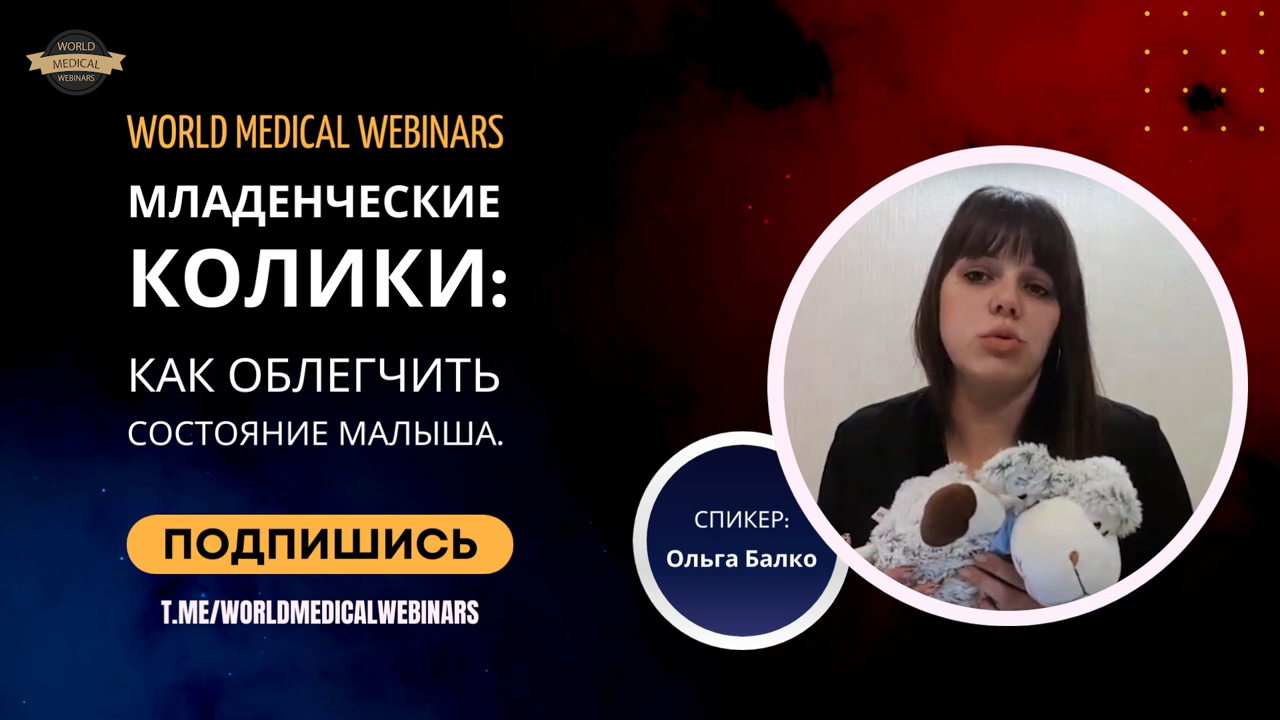 WORLD
MEDICAL
WEBINARS
WORLD MEDICAL WEBINARS
МЛАДЕНЧЕСКИЕ
КОЛИКИ:
КАК ОБЛЕГЧИТЬ
СОСТОЯНИЕ МАЛЫША.
ПОДПИШИСЬ
T.ME/WORLDMEDICALWEBINARS
СПИКЕР:
Ольга Балко